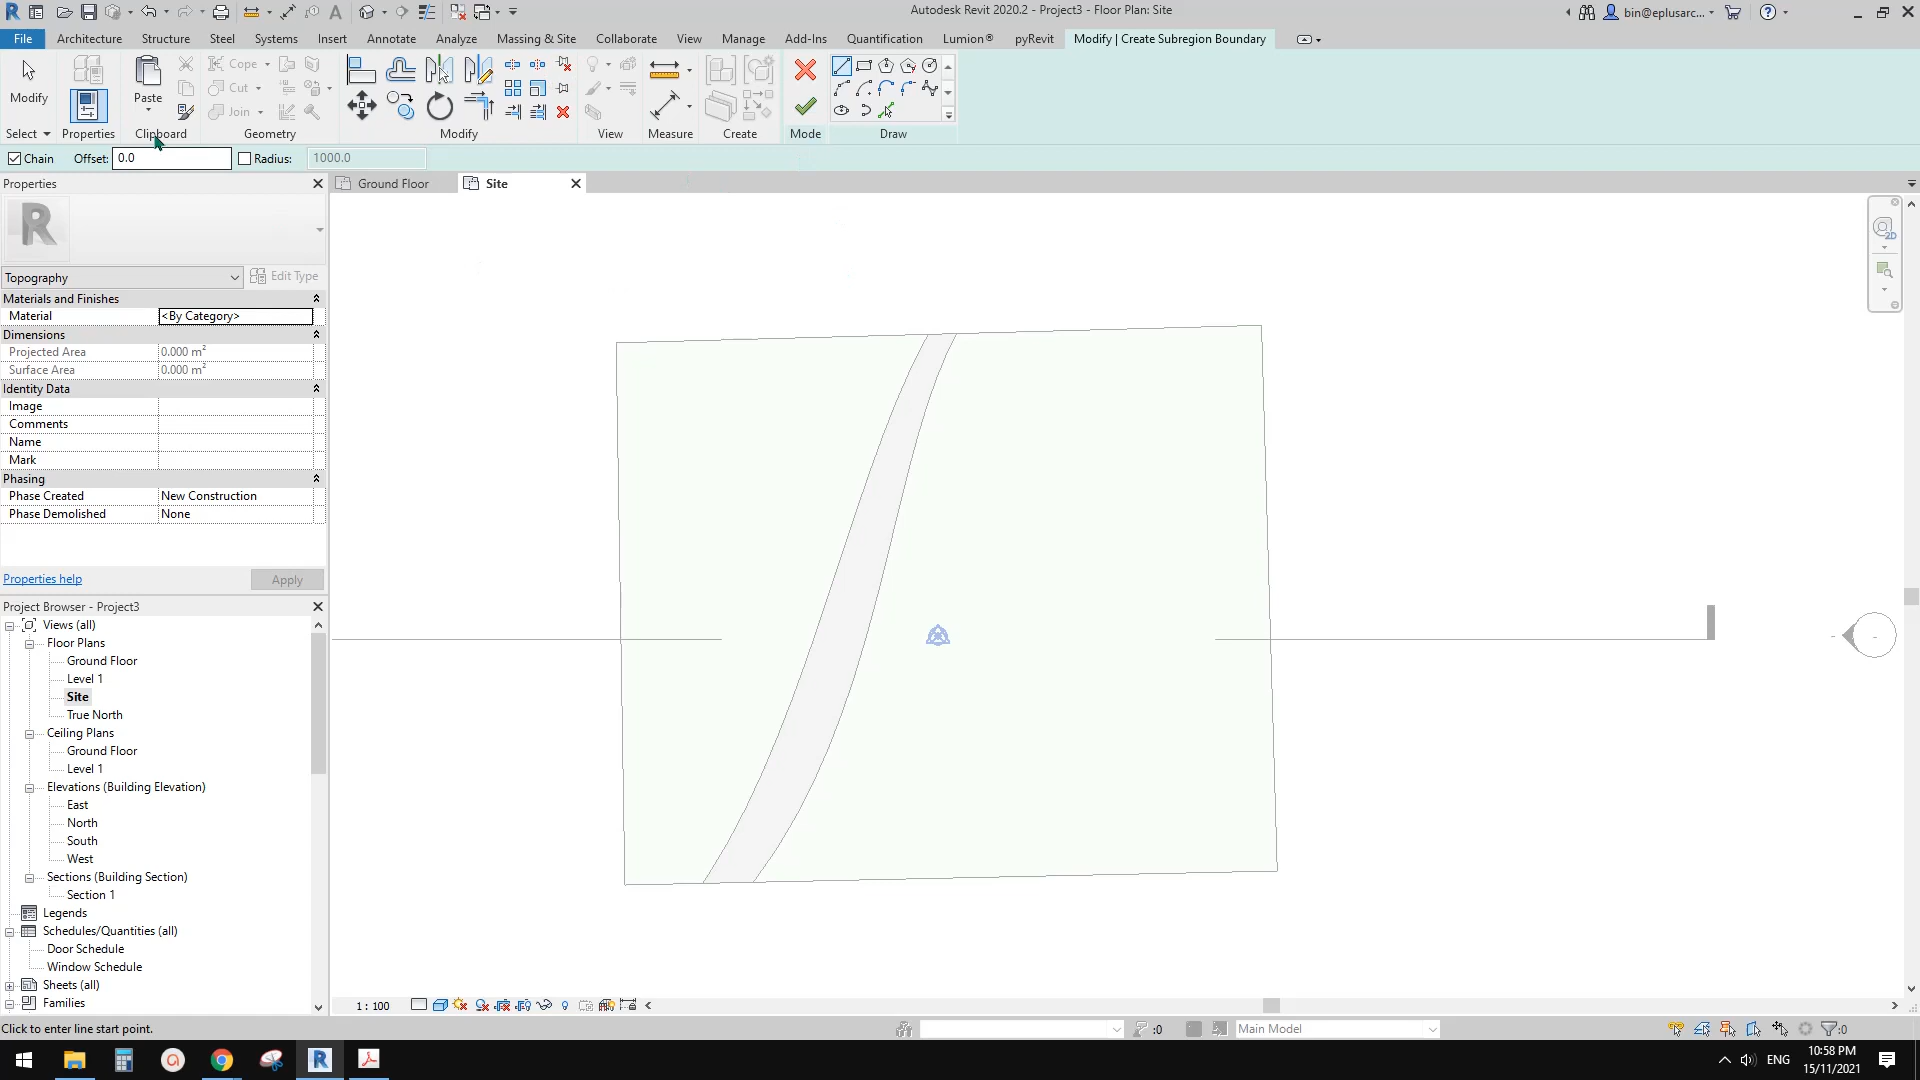 Autodesk Revit 2020.2 - Project3 - Floor Plan: Site
bin@eplusarc...
File Architecture Structure Steel Systems Insert Annotate Analyze Massing & Site Collaborate View Manage Add-Ins Quantification Lumion® pyRevit Modify | Create Subregion Boundary
Modify Paste Cope Cut Join
Select Properties Clipboard Geometry Modify View Measure Create Mode Draw
Chain Offset: 0.0 Radius: 1000.0
Properties
Ground Floor Site
Topography Edit Type
Materials and Finishes
Material <By Category>
Dimensions
Projected Area 0.000 m²
Surface Area 0.000 m²
Identity Data
Image
Comments
Name
Mark
Phasing
Phase Created New Construction
Phase Demolished None
Properties help Apply
Project Browser - Project3
Views (all)
Floor Plans
Ground Floor
Level 1
Site
True North
Ceiling Plans
Ground Floor
Level 1
Elevations (Building Elevation)
East
North
South
West
Sections (Building Section)
Section 1
Legends
Schedules/Quantities (all)
Door Schedule
Window Schedule
Sheets (all)
Families
2D
1 : 100
Click to enter line start point. :0 Main Model :0
ENG 10:58 PM
15/11/2021